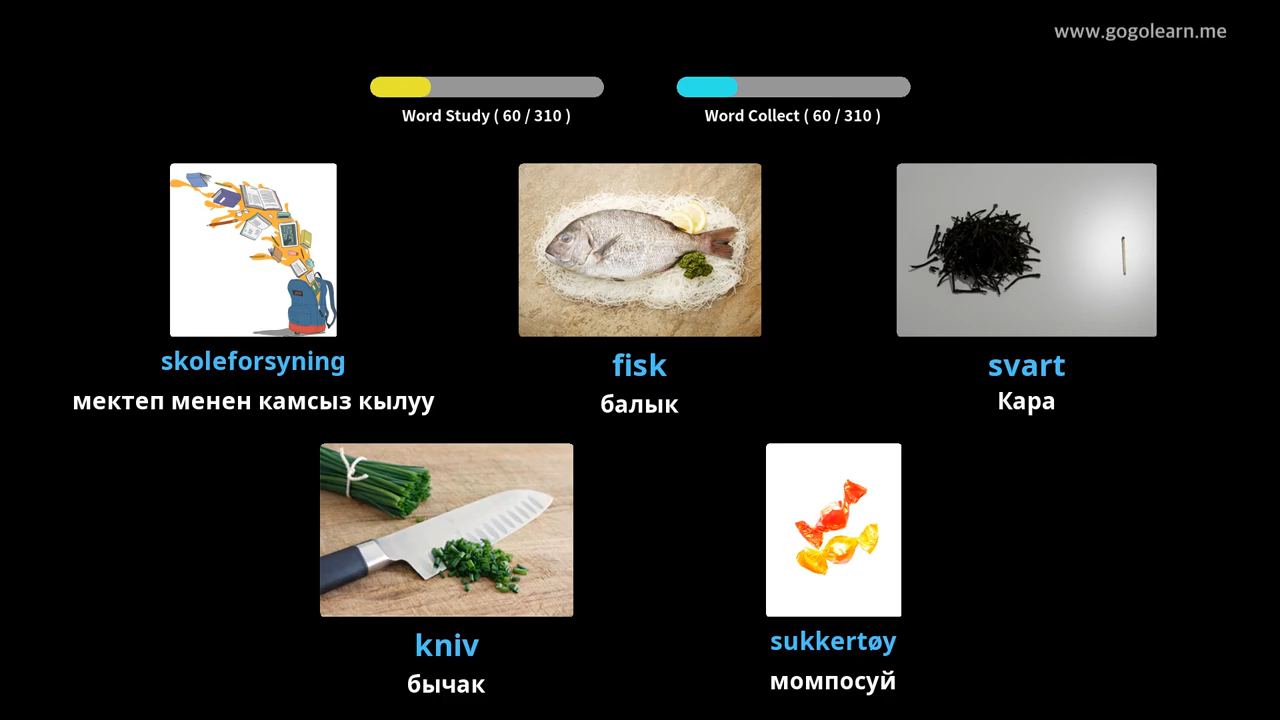 www.gogolearn.me
Word Study ( 60 / 310 )
Word Collect ( 60 / 310 )
skoleforsyning
fisk
svart
мектеп менен камсыз кылуу
балык
Кара
kniv
sukkertøy
бычак
момпосуй